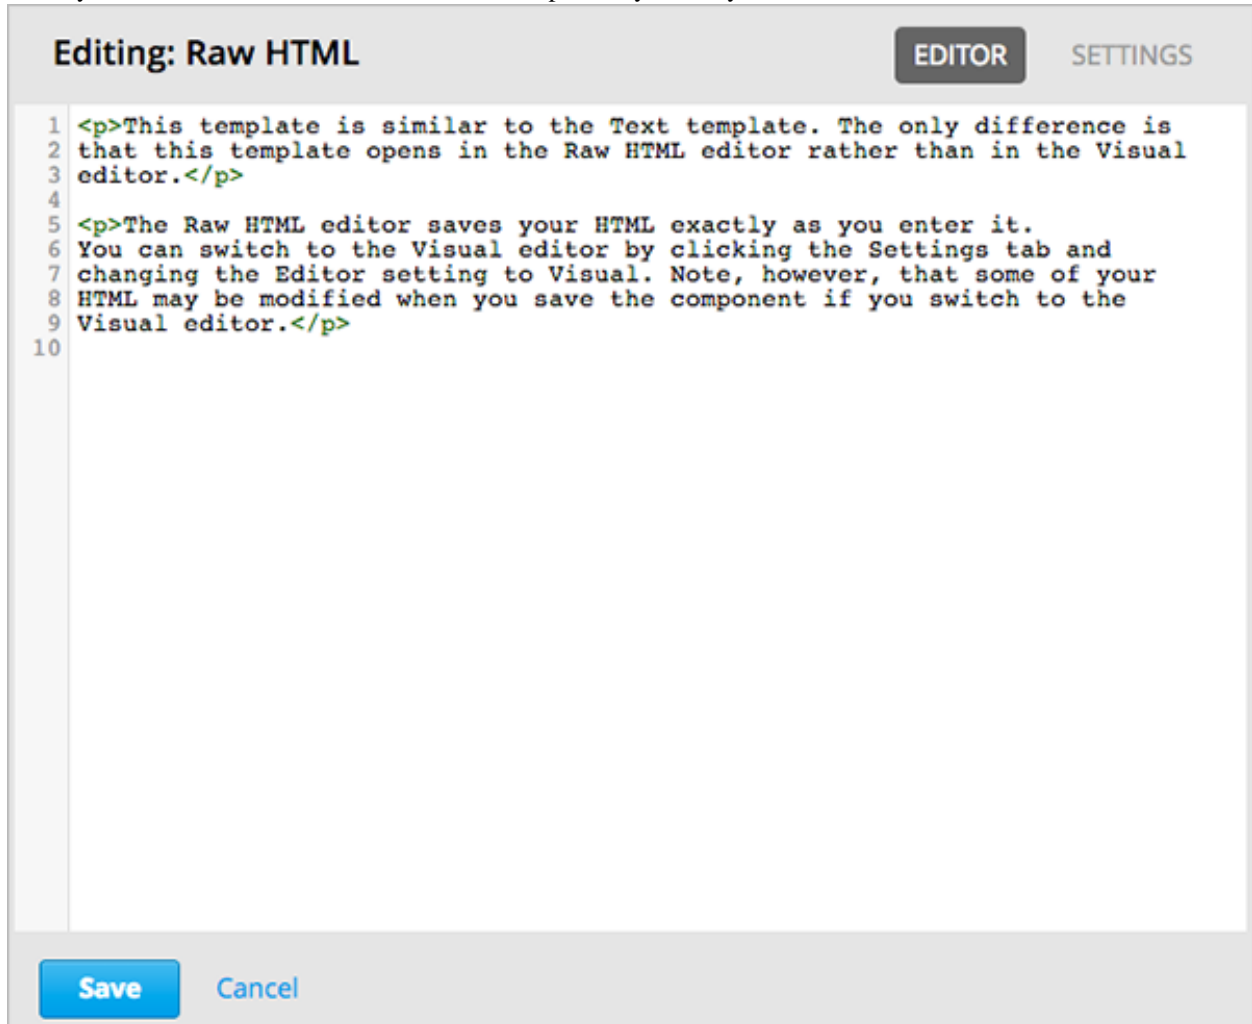 Editing: Raw HTML
EDITOR
SETTINGS
1 <p>This template is similar to the Text template. The only difference is
2 that this template opens in the Raw HTML editor rather than in the Visual
3 editor.</p>
4
5 <p>The Raw HTML editor saves your HTML exactly as you enter it.
6 You can switch to the Visual editor by clicking the Settings tab and
7 changing the Editor setting to Visual. Note, however, that some of your
8 HTML may be modified when you save the component if you switch to the
9 Visual editor.</p>
10
Save
Cancel